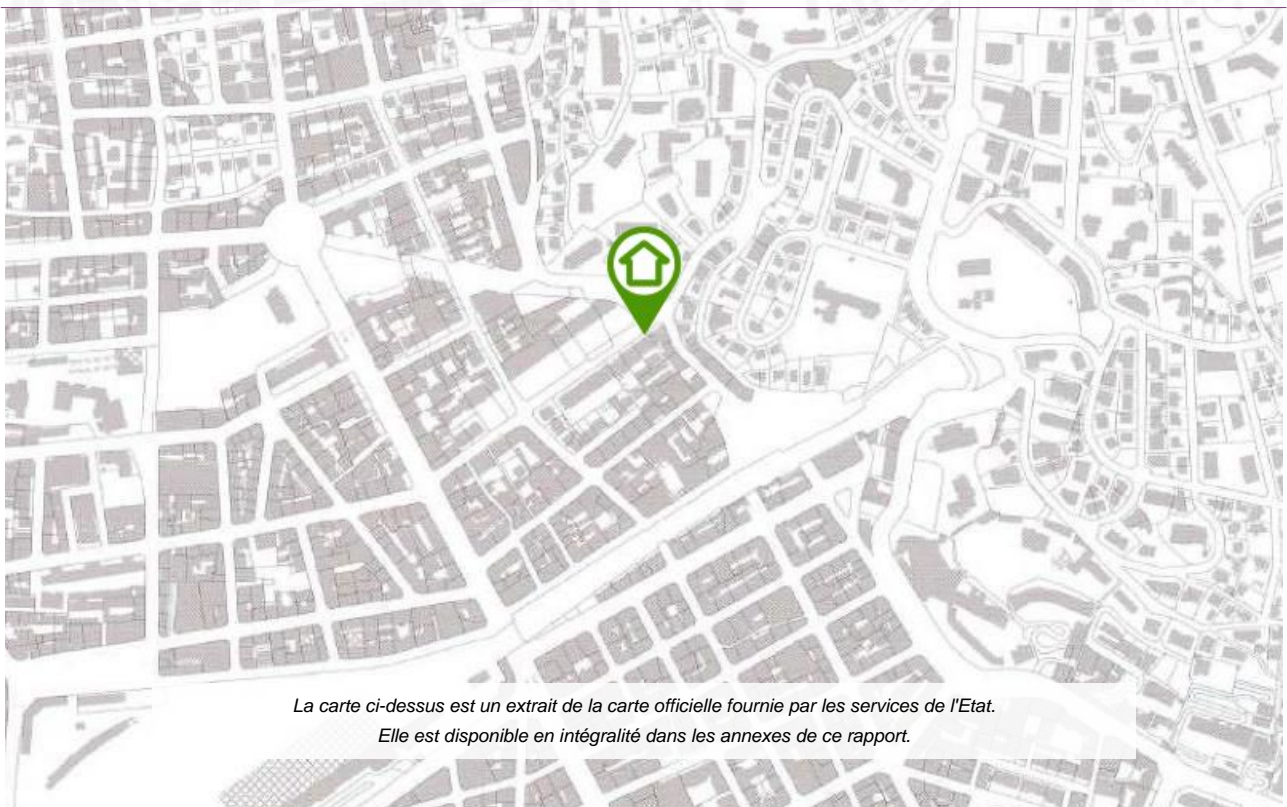 La carte ci-dessus est un extrait de la carte officielle fournie par les services de l'Etat.
Elle est disponible en intégralité dans les annexes de ce rapport.